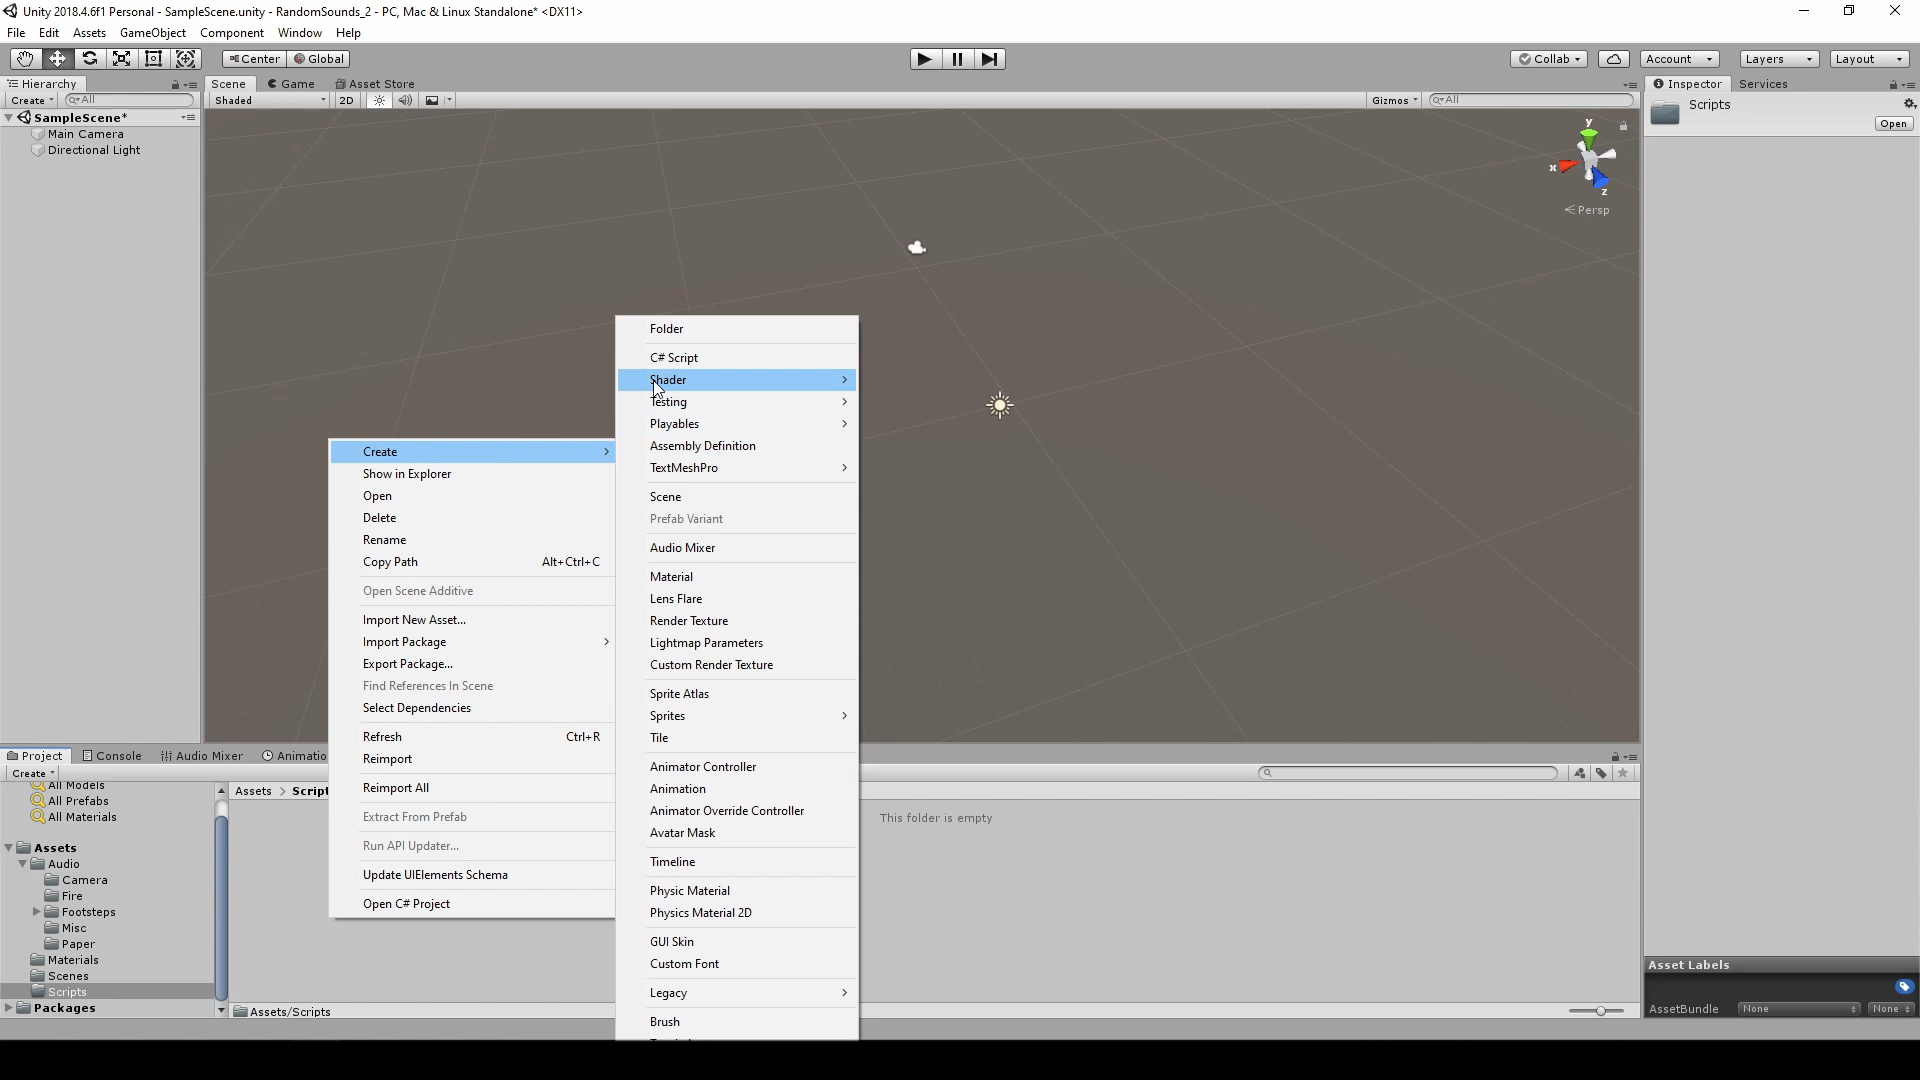 Unity 2018.4.6f1 Personal - SampleScene.unity - RandomSounds_2 - PC, Mac & Linux Standalone* <DX11>
File Edit Assets GameObject Component Window Help
Center Global Collab Account Layers Layout
Hierarchy Scene Game Asset Store Inspector Services
Create All Shaded 2D Gizmos All Scripts
Open
SampleScene*
Main Camera
Directional Light
y
x
z
Persp
Folder
C# Script
Shader
Testing
Playables
Assembly Definition
TextMeshPro
Scene
Prefab Variant
Audio Mixer
Material
Lens Flare
Render Texture
Lightmap Parameters
Custom Render Texture
Sprite Atlas
Sprites
Tile
Animator Controller
Animation
Animator Override Controller
Avatar Mask
Timeline
Physic Material
Physics Material 2D
GUI Skin
Custom Font
Legacy
Brush
Create
Show in Explorer
Open
Delete
Rename
Copy Path Alt+Ctrl+C
Open Scene Additive
Import New Asset...
Import Package
Export Package...
Find References In Scene
Select Dependencies
Refresh Ctrl+R
Reimport
Reimport All
Extract From Prefab
Run API Updater...
Update UIElements Schema
Open C# Project
Project Console Audio Mixer Animatio
Create
All Models
All Prefabs
All Materials
Assets
Audio
Camera
Fire
Footsteps
Misc
Paper
Materials
Scenes
Scripts
Packages
Assets > Script
This folder is empty
Assets/Scripts
Asset Labels
AssetBundle None None